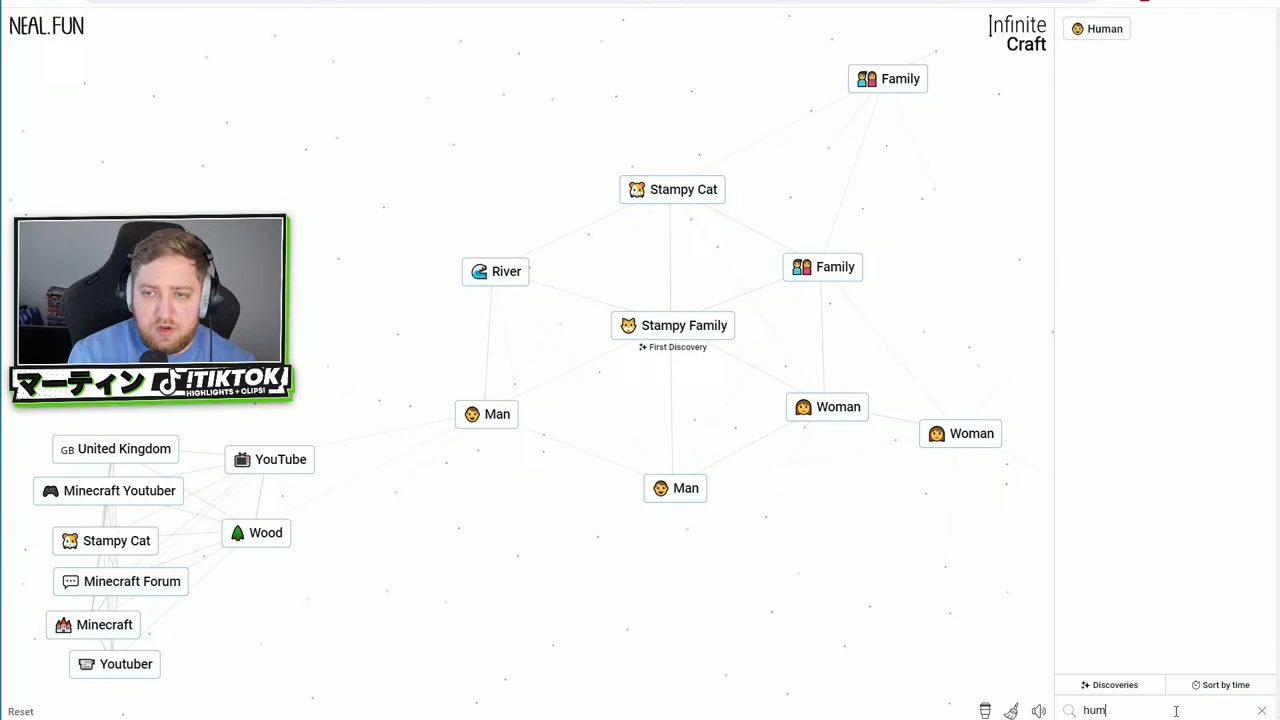 NEAL.FUN
Infinite
Craft
Human
Family
Stampy Cat
River
Family
Stampy Family
First Discovery
Man
Woman
Woman
Man
マーティン !TIKTOK
HIGHLIGHTS + CLIPS!
GB United Kingdom
YouTube
Minecraft Youtuber
Wood
Stampy Cat
Minecraft Forum
Minecraft
Youtuber
Discoveries
Sort by time
hum
Reset